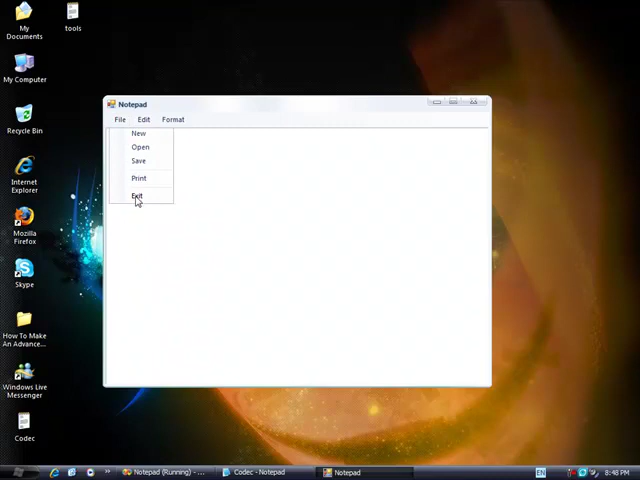 My
Documents
tools
My Computer
Recycle Bin
Internet
Explorer
Mozilla
Firefox
Skype
How To Make
An Advance...
Windows Live
Messenger
Codec
Notepad
File Edit Format
New
Open
Save
Print
Exit
Notepad (Running) - ...
Codec - Notepad
Notepad
EN
8:48 PM